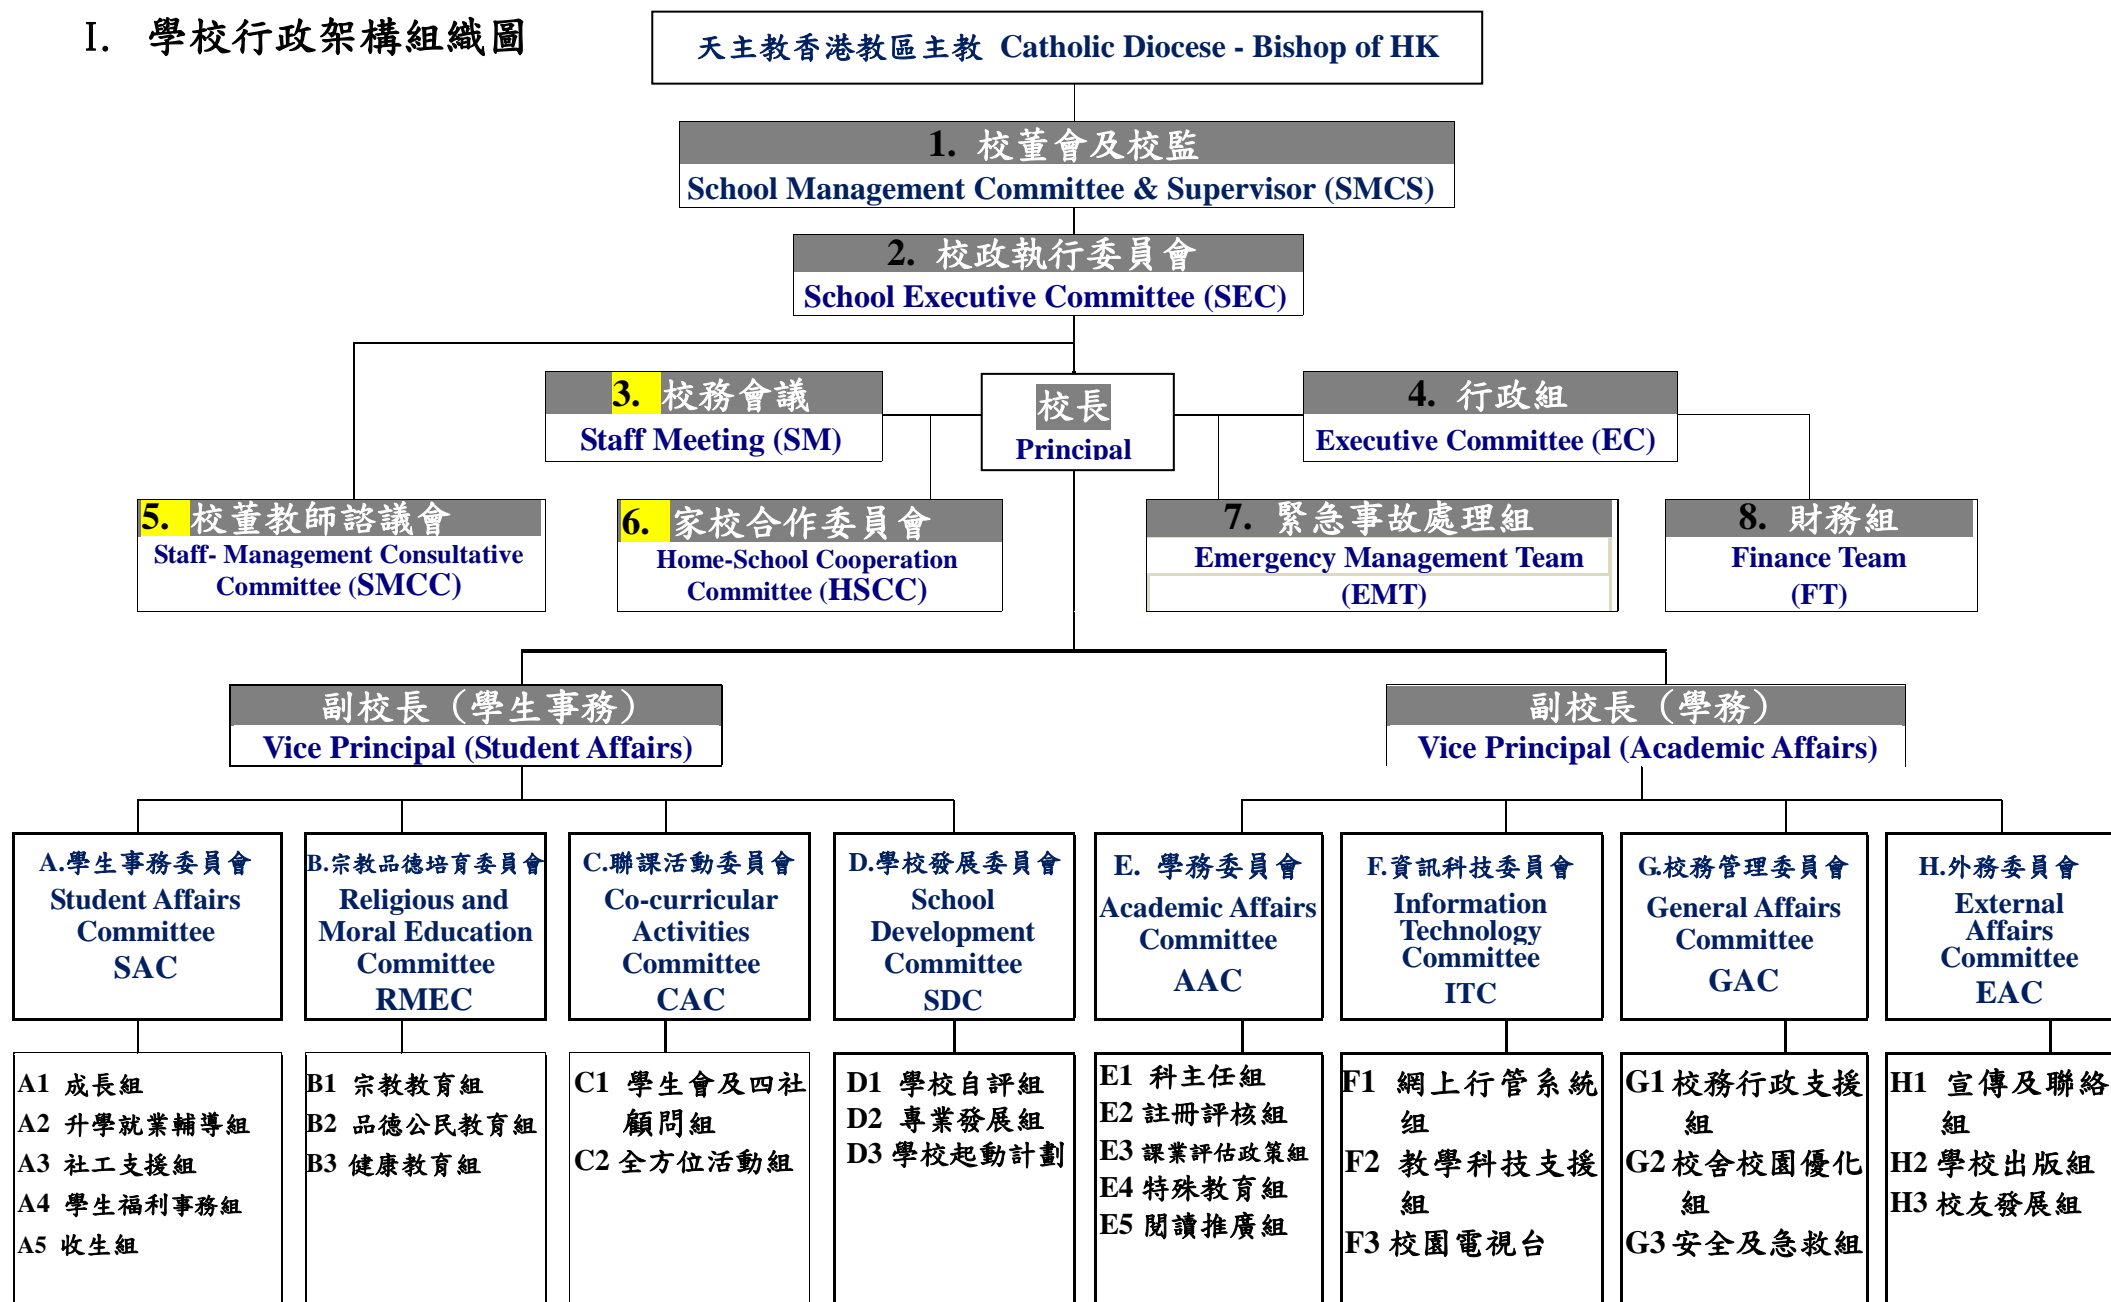 I. 學校行政架構組織圖
天主教香港教區主教 Catholic Diocese - Bishop of HK
1. 校董會及校監
School Management Committee & Supervisor (SMCS)
2. 校政執行委員會
School Executive Committee (SEC)
3. 校務會議
Staff Meeting (SM)
校長
Principal
4. 行政組
Executive Committee (EC)
5. 校董教師諮議會
Staff- Management Consultative
Committee (SMCC)
6. 家校合作委員會
Home-School Cooperation
Committee (HSCC)
7. 緊急事故處理組
Emergency Management Team
(EMT)
8. 財務組
Finance Team
(FT)
副校長（學生事務）
Vice Principal (Student Affairs)
副校長（學務）
Vice Principal (Academic Affairs)
A.學生事務委員會
Student Affairs
Committee
SAC
B.宗教品德培育委員會
Religious and
Moral Education
Committee
RMEC
C.聯課活動委員會
Co-curricular
Activities
Committee
CAC
D.學校發展委員會
School
Development
Committee
SDC
E. 學務委員會
Academic Affairs
Committee
AAC
F.資訊科技委員會
Information
Technology
Committee
ITC
G.校務管理委員會
General Affairs
Committee
GAC
H.外務委員會
External
Affairs
Committee
EAC
A1 成長組
A2 升學就業輔導組
A3 社工支援組
A4 學生福利事務組
A5 收生組
B1 宗教教育組
B2 品德公民教育組
B3 健康教育組
C1 學生會及四社
顧問組
C2 全方位活動組
D1 學校自評組
D2 專業發展組
D3 學校起動計劃
E1 科主任組
E2 註冊評核組
E3 課業評估政策組
E4 特殊教育組
E5 閱讀推廣組
F1 網上行管系統
组
F2 教學科技支援
組
F3 校園電視台
G1 校務行政支援
組
G2 校舍校園優化
組
G3 安全及急救組
H1 宣傳及聯絡
組
H2 學校出版組
H3 校友發展組